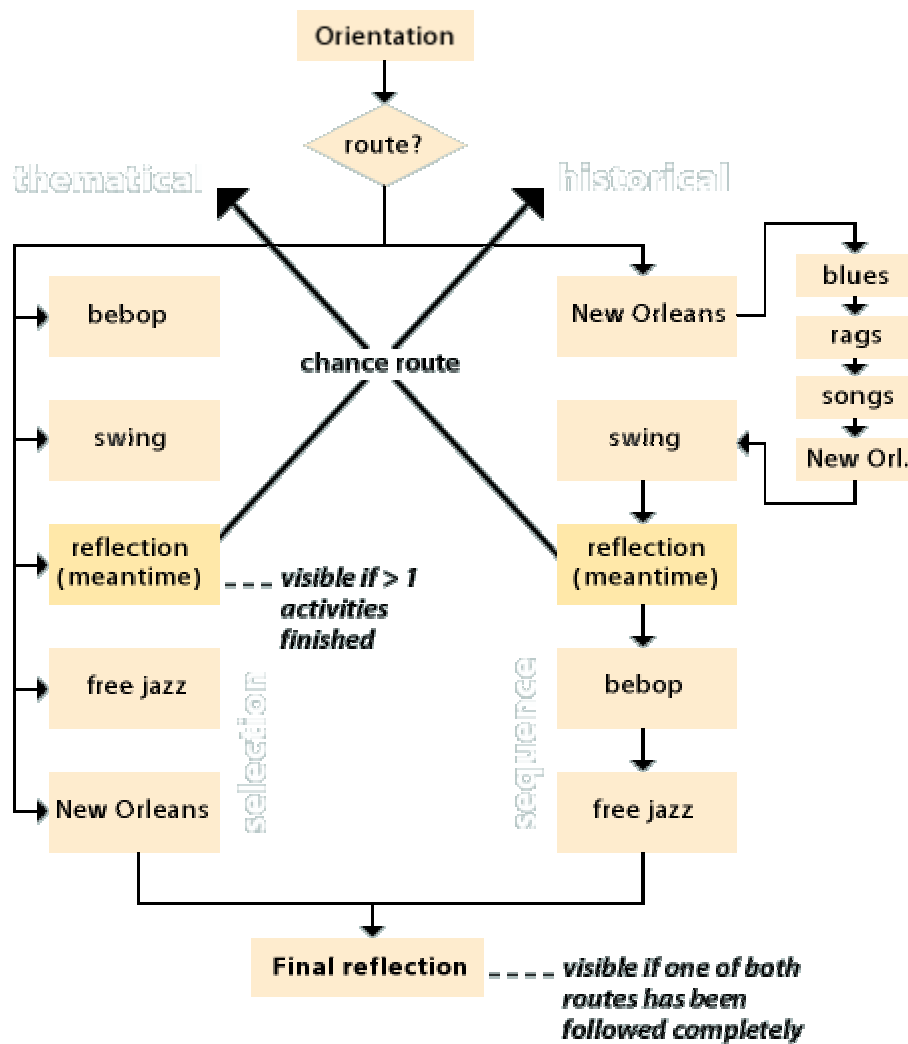 Orientation
route?
thematical
historical
blues
bebop
New Orleans
rags
chance route
songs
swing
swing
New Orl.
reflection
(meantime)
visible if > 1
activities
finished
reflection
(meantime)
free jazz
selection
sequence
bebop
New Orleans
free jazz
Final reflection
visible if one of both
routes has been
followed completely